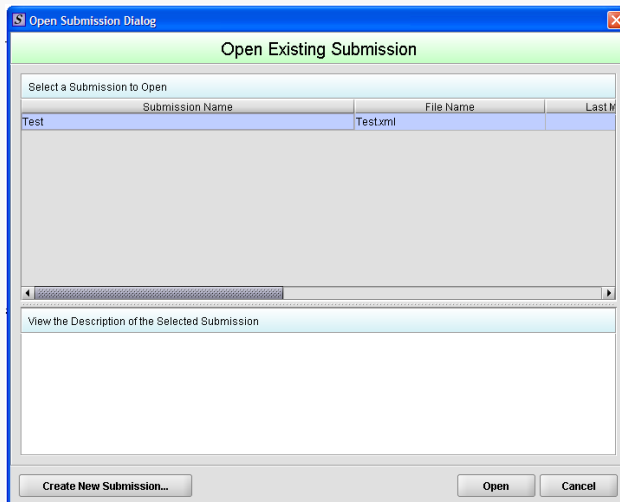 Open Submission Dialog
Open Existing Submission
Select a Submission to Open
Submission Name File Name Last M
Test Test.xml
View the Description of the Selected Submission
Create New Submission... Open Cancel